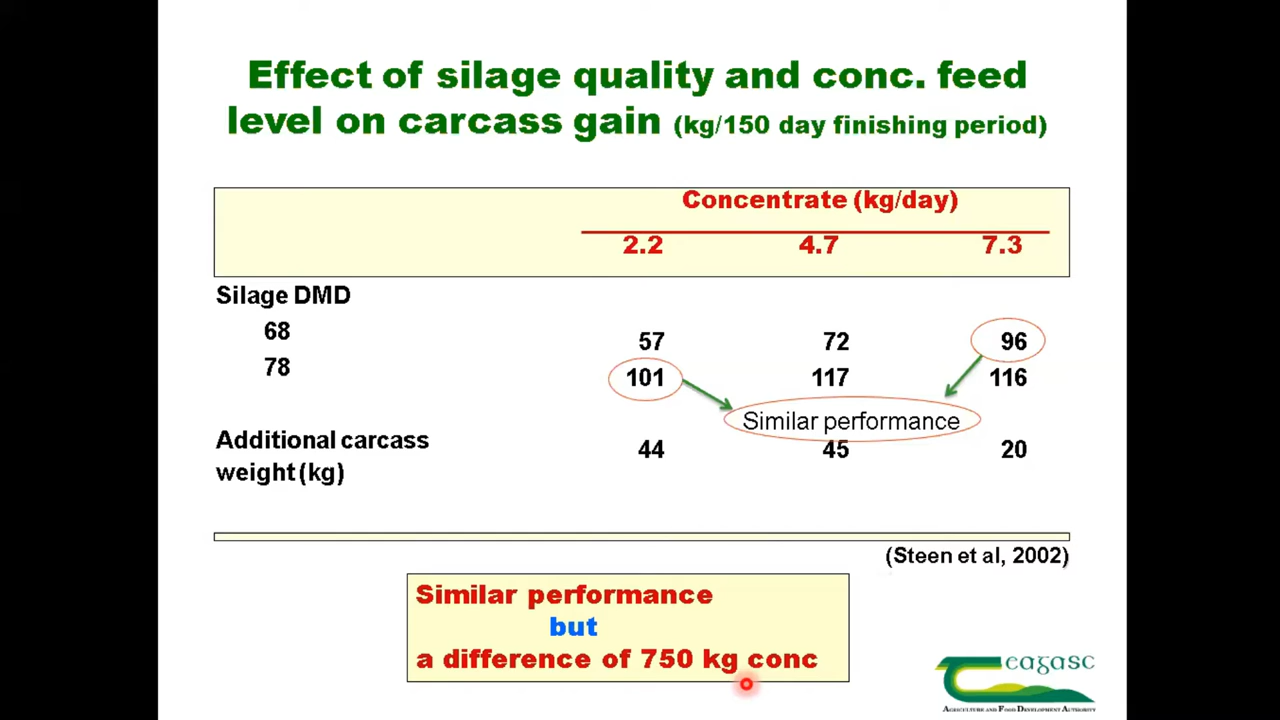 Effect of silage quality and conc. feed
level on carcass gain (kg/150 day finishing period)
Concentrate (kg/day)
2.2 4.7 7.3
Silage DMD
68 57 72 96
78 101 117 116
Similar performance
Additional carcass
weight (kg) 44 45 20
(Steen et al, 2002)
Similar performance
but
a difference of 750 kg conc
eagasc
Agriculture and Food Development Authority